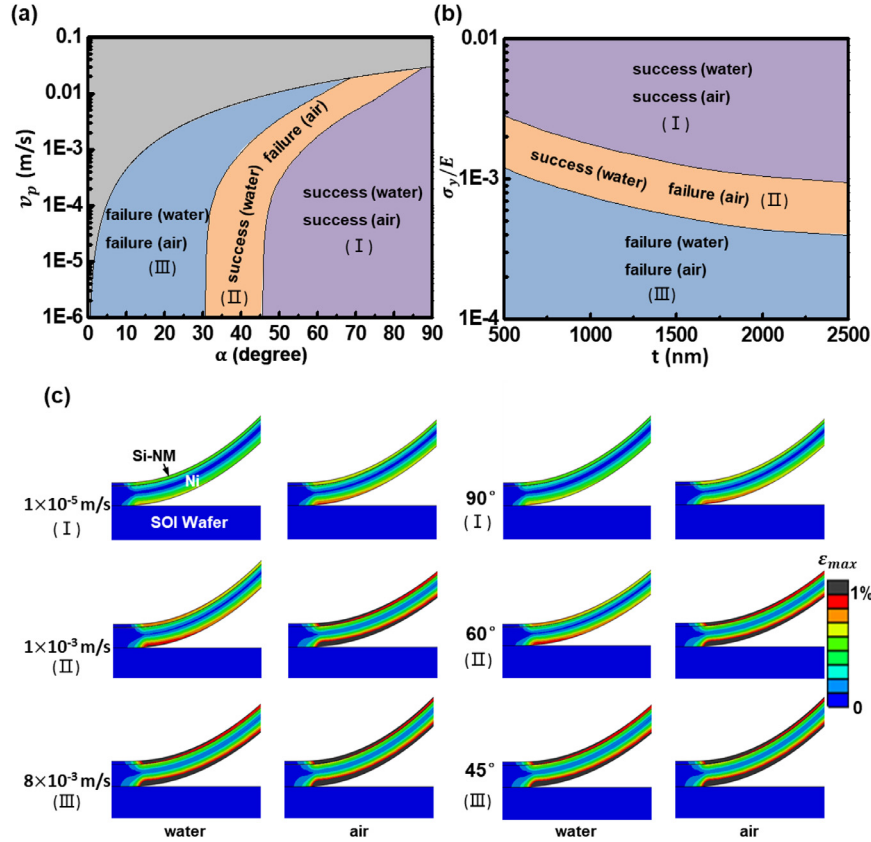 (a)
0.1
0.01
1E-3
1E-4
1E-5
1E-6
v_p (m/s)
0 10 20 30 40 50 60 70 80 90
α (degree)
failure (water)
failure (air)
(Ⅲ)
success (water)
failure (air)
(Ⅱ)
success (water)
success (air)
(Ⅰ)
(b)
0.01
1E-3
1E-4
σ_y/E
500 1000 1500 2000 2500
t (nm)
success (water)
success (air)
(Ⅰ)
success (water)
failure (air) (Ⅱ)
failure (water)
failure (air)
(Ⅲ)
(c)
Si-NM
Ni
SOI Wafer
1×10⁻⁵ m/s
(Ⅰ)
90°
(Ⅰ)
1×10⁻³ m/s
(Ⅱ)
60°
(Ⅱ)
8×10⁻³ m/s
(Ⅲ)
45°
(Ⅲ)
ε_max
1%
0
water air water air